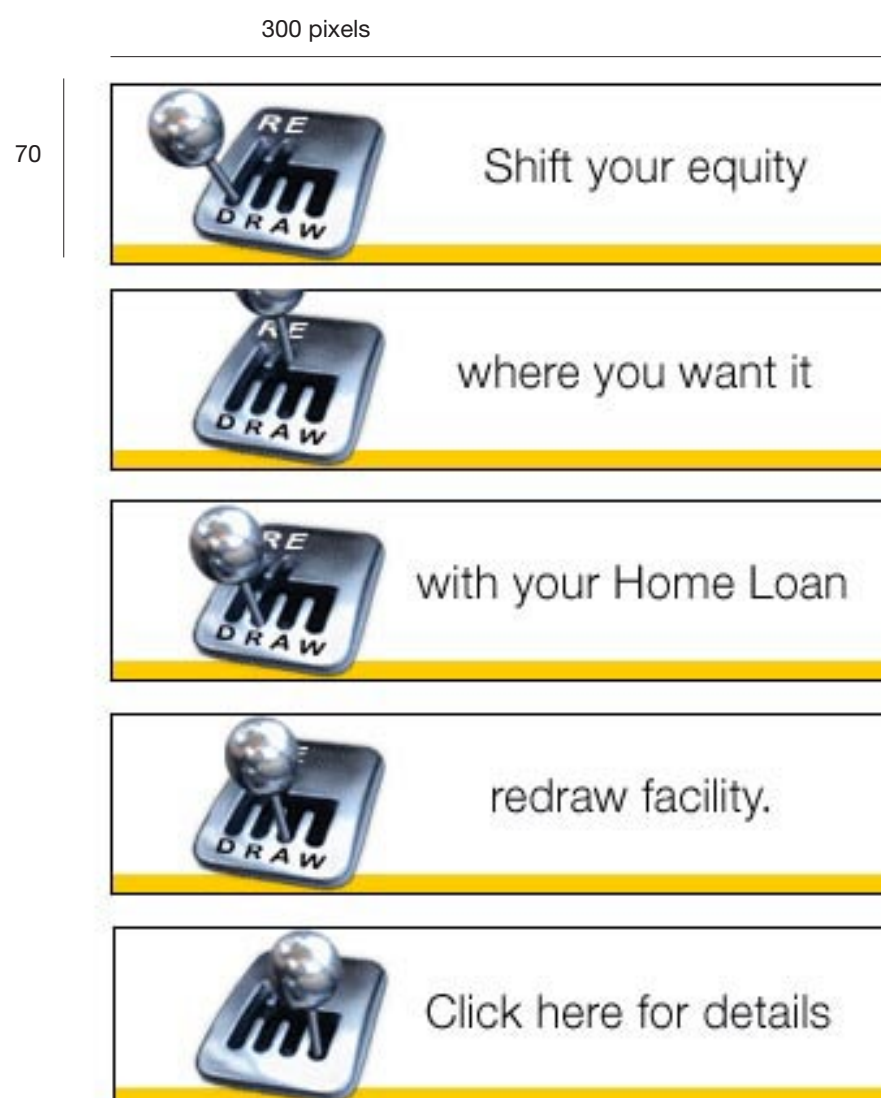 300 pixels
70
RE
DRAW
Shift your equity
RE
DRAW
where you want it
RE
DRAW
with your Home Loan
E
DRAW
redraw facility.
Click here for details